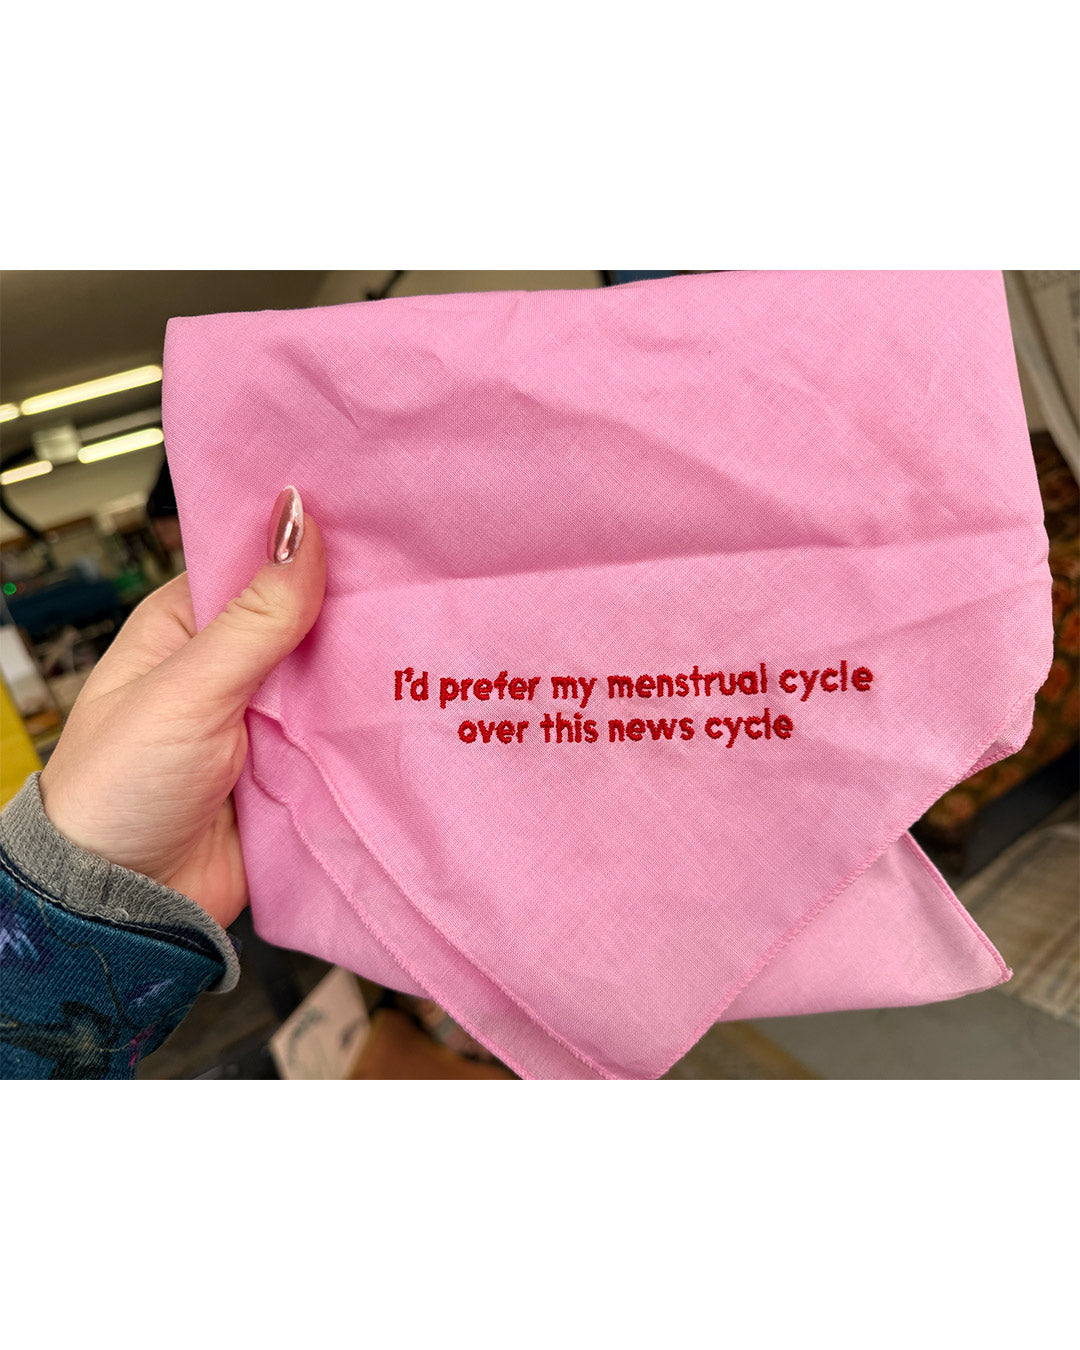 I'd prefer my menstrual cycle
over this news cycle